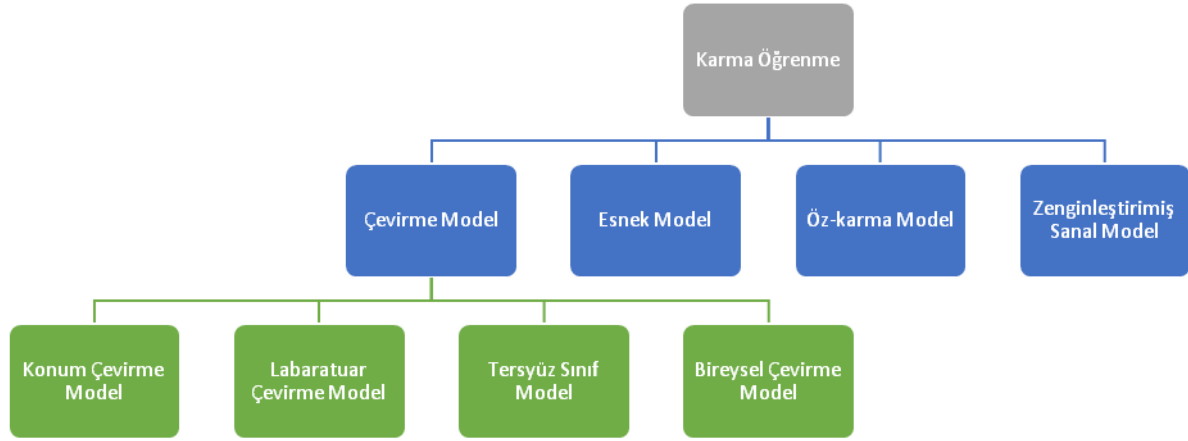 Karma Öğrenme
Çevirme Model
Esnek Model
Öz-karma Model
Zenginleştirimiş
Sanal Model
Konum Çevirme
Model
Labaratuar
Çevirme Model
Tersyüz Sınıf
Model
Bireysel Çevirme
Model